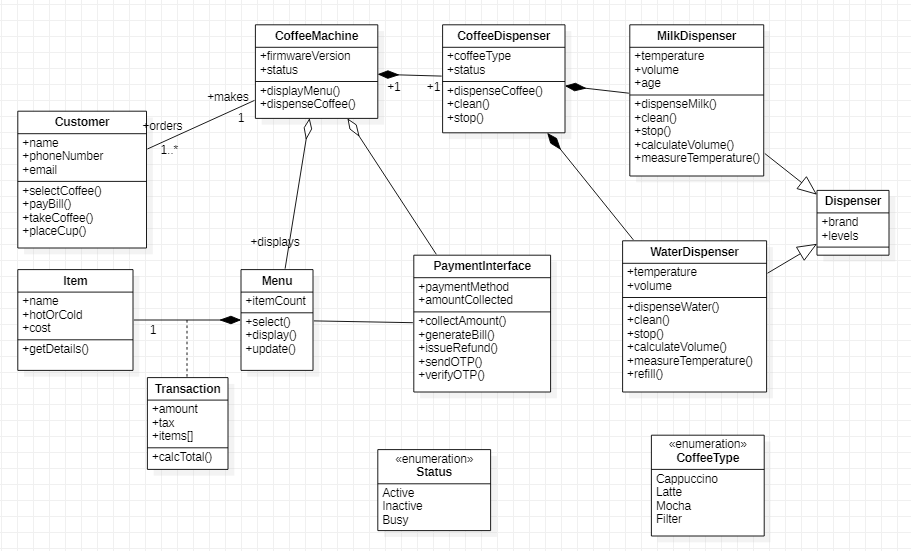 CoffeeMachine
+firmwareVersion
+status
+displayMenu()
+dispenseCoffee()
CoffeeDispenser
+coffeeType
+status
+dispenseCoffee()
+clean()
+stop()
MilkDispenser
+temperature
+volume
+age
+dispenseMilk()
+clean()
+stop()
+calculateVolume()
+measureTemperature()
+1
+1
+makes
1
+orders
1..*
Customer
+name
+phoneNumber
+email
+selectCoffee()
+payBill()
+takeCoffee()
+placeCup()
Dispenser
+brand
+levels
+displays
Item
+name
+hotOrCold
+cost
+getDetails()
1
Menu
+itemCount
+select()
+display()
+update()
PaymentInterface
+paymentMethod
+amountCollected
+collectAmount()
+generateBill()
+issueRefund()
+sendOTP()
+verifyOTP()
WaterDispenser
+temperature
+volume
+dispenseWater()
+clean()
+stop()
+calculateVolume()
+measureTemperature()
+refill()
Transaction
+amount
+tax
+items[]
+calcTotal()
«enumeration»
Status
Active
Inactive
Busy
«enumeration»
CoffeeType
Cappuccino
Latte
Mocha
Filter